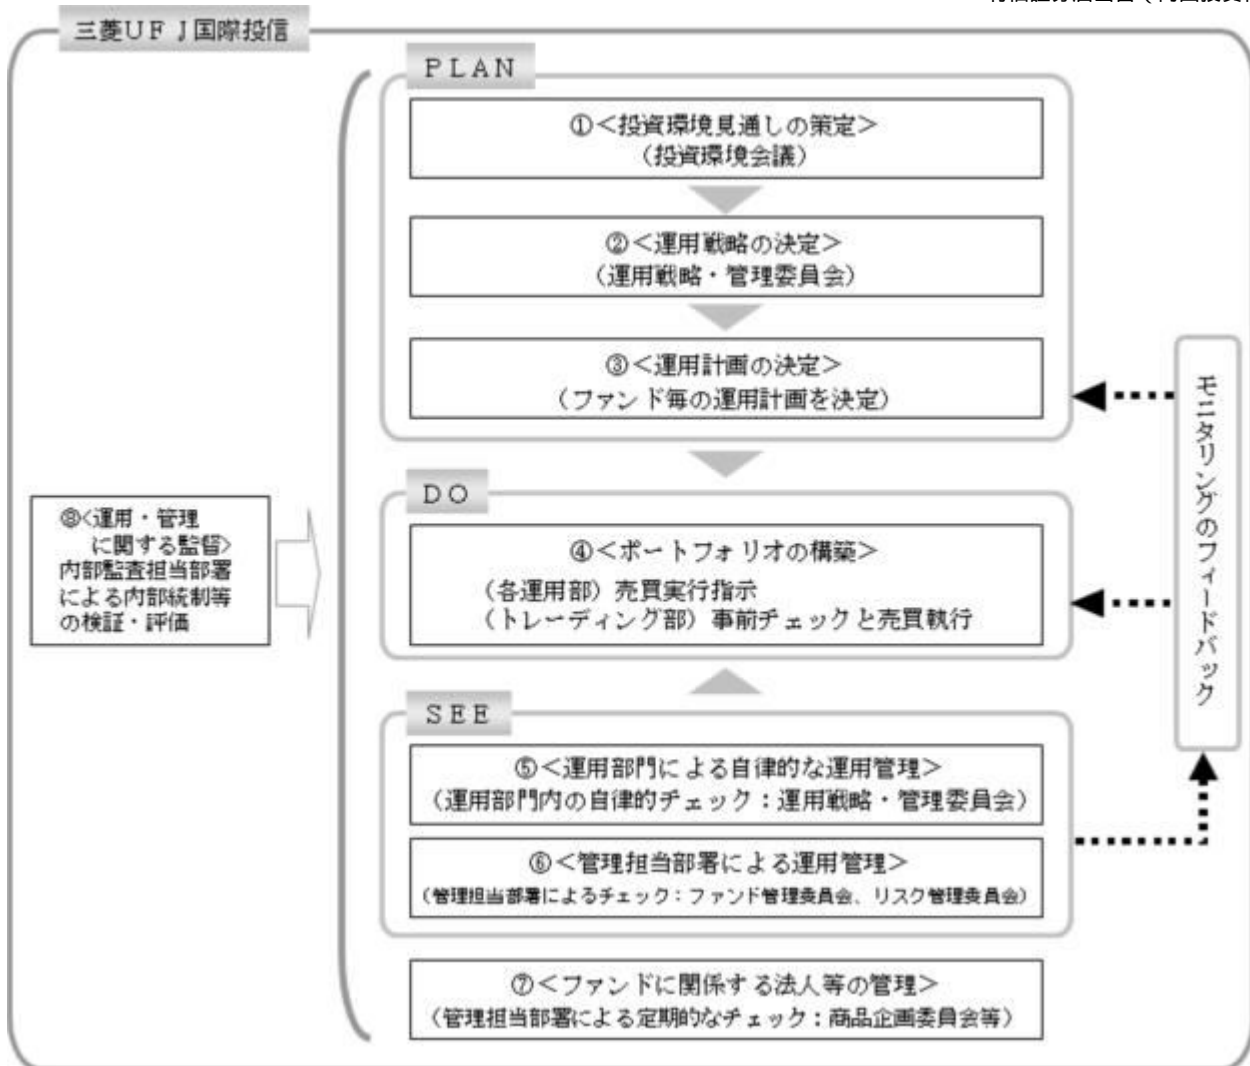 三菱UFJ国際投信
PLAN
①<投資環境見通しの策定>
(投資環境会議)
②<運用戦略の決定>
(運用戦略・管理委員会)
③<運用計画の決定>
(ファンド毎の運用計画を決定)
モニタリングのフィードバック
DO
④<ポートフォリオの構築>
(各運用部)売買実行指示
(トレーディング部)事前チェックと売買執行
⑧<運用・管理
に関する監督>
内部監査担当部署
による内部統制等
の検証・評価
SEE
⑤<運用部門による自律的な運用管理>
(運用部門内の自律的チェック:運用戦略・管理委員会)
⑥<管理担当部署による運用管理>
(管理担当部署によるチェック:ファンド管理委員会、リスク管理委員会)
⑦<ファンドに関係する法人等の管理>
(管理担当部署による定期的なチェック:商品企画委員会等)